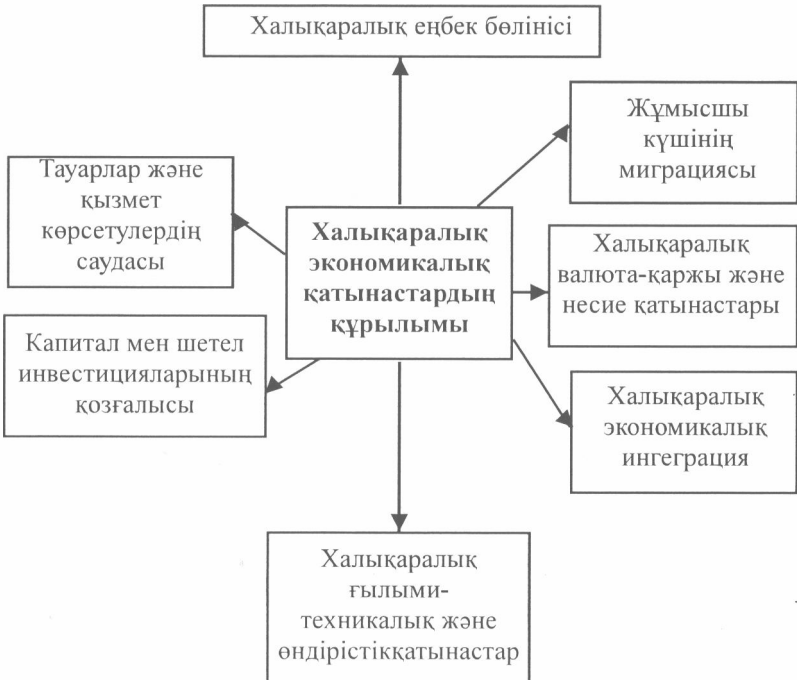 Халықаралық еңбек бөлінісі
Жұмысшы
күшінің
миграциясы
Тауарлар және
қызмет
көрсетулердің
саудасы
Халықаралық
экономикалық
қатынастардың
құрылымы
Халықаралық
валюта-қаржы және
несие қатынастары
Капитал мен шетел
инвестицияларының
қозғалысы
Халықаралық
экономикалық
ингеграция
Халықаралық
ғылыми-
техникалық және
өндірістікқатынастар